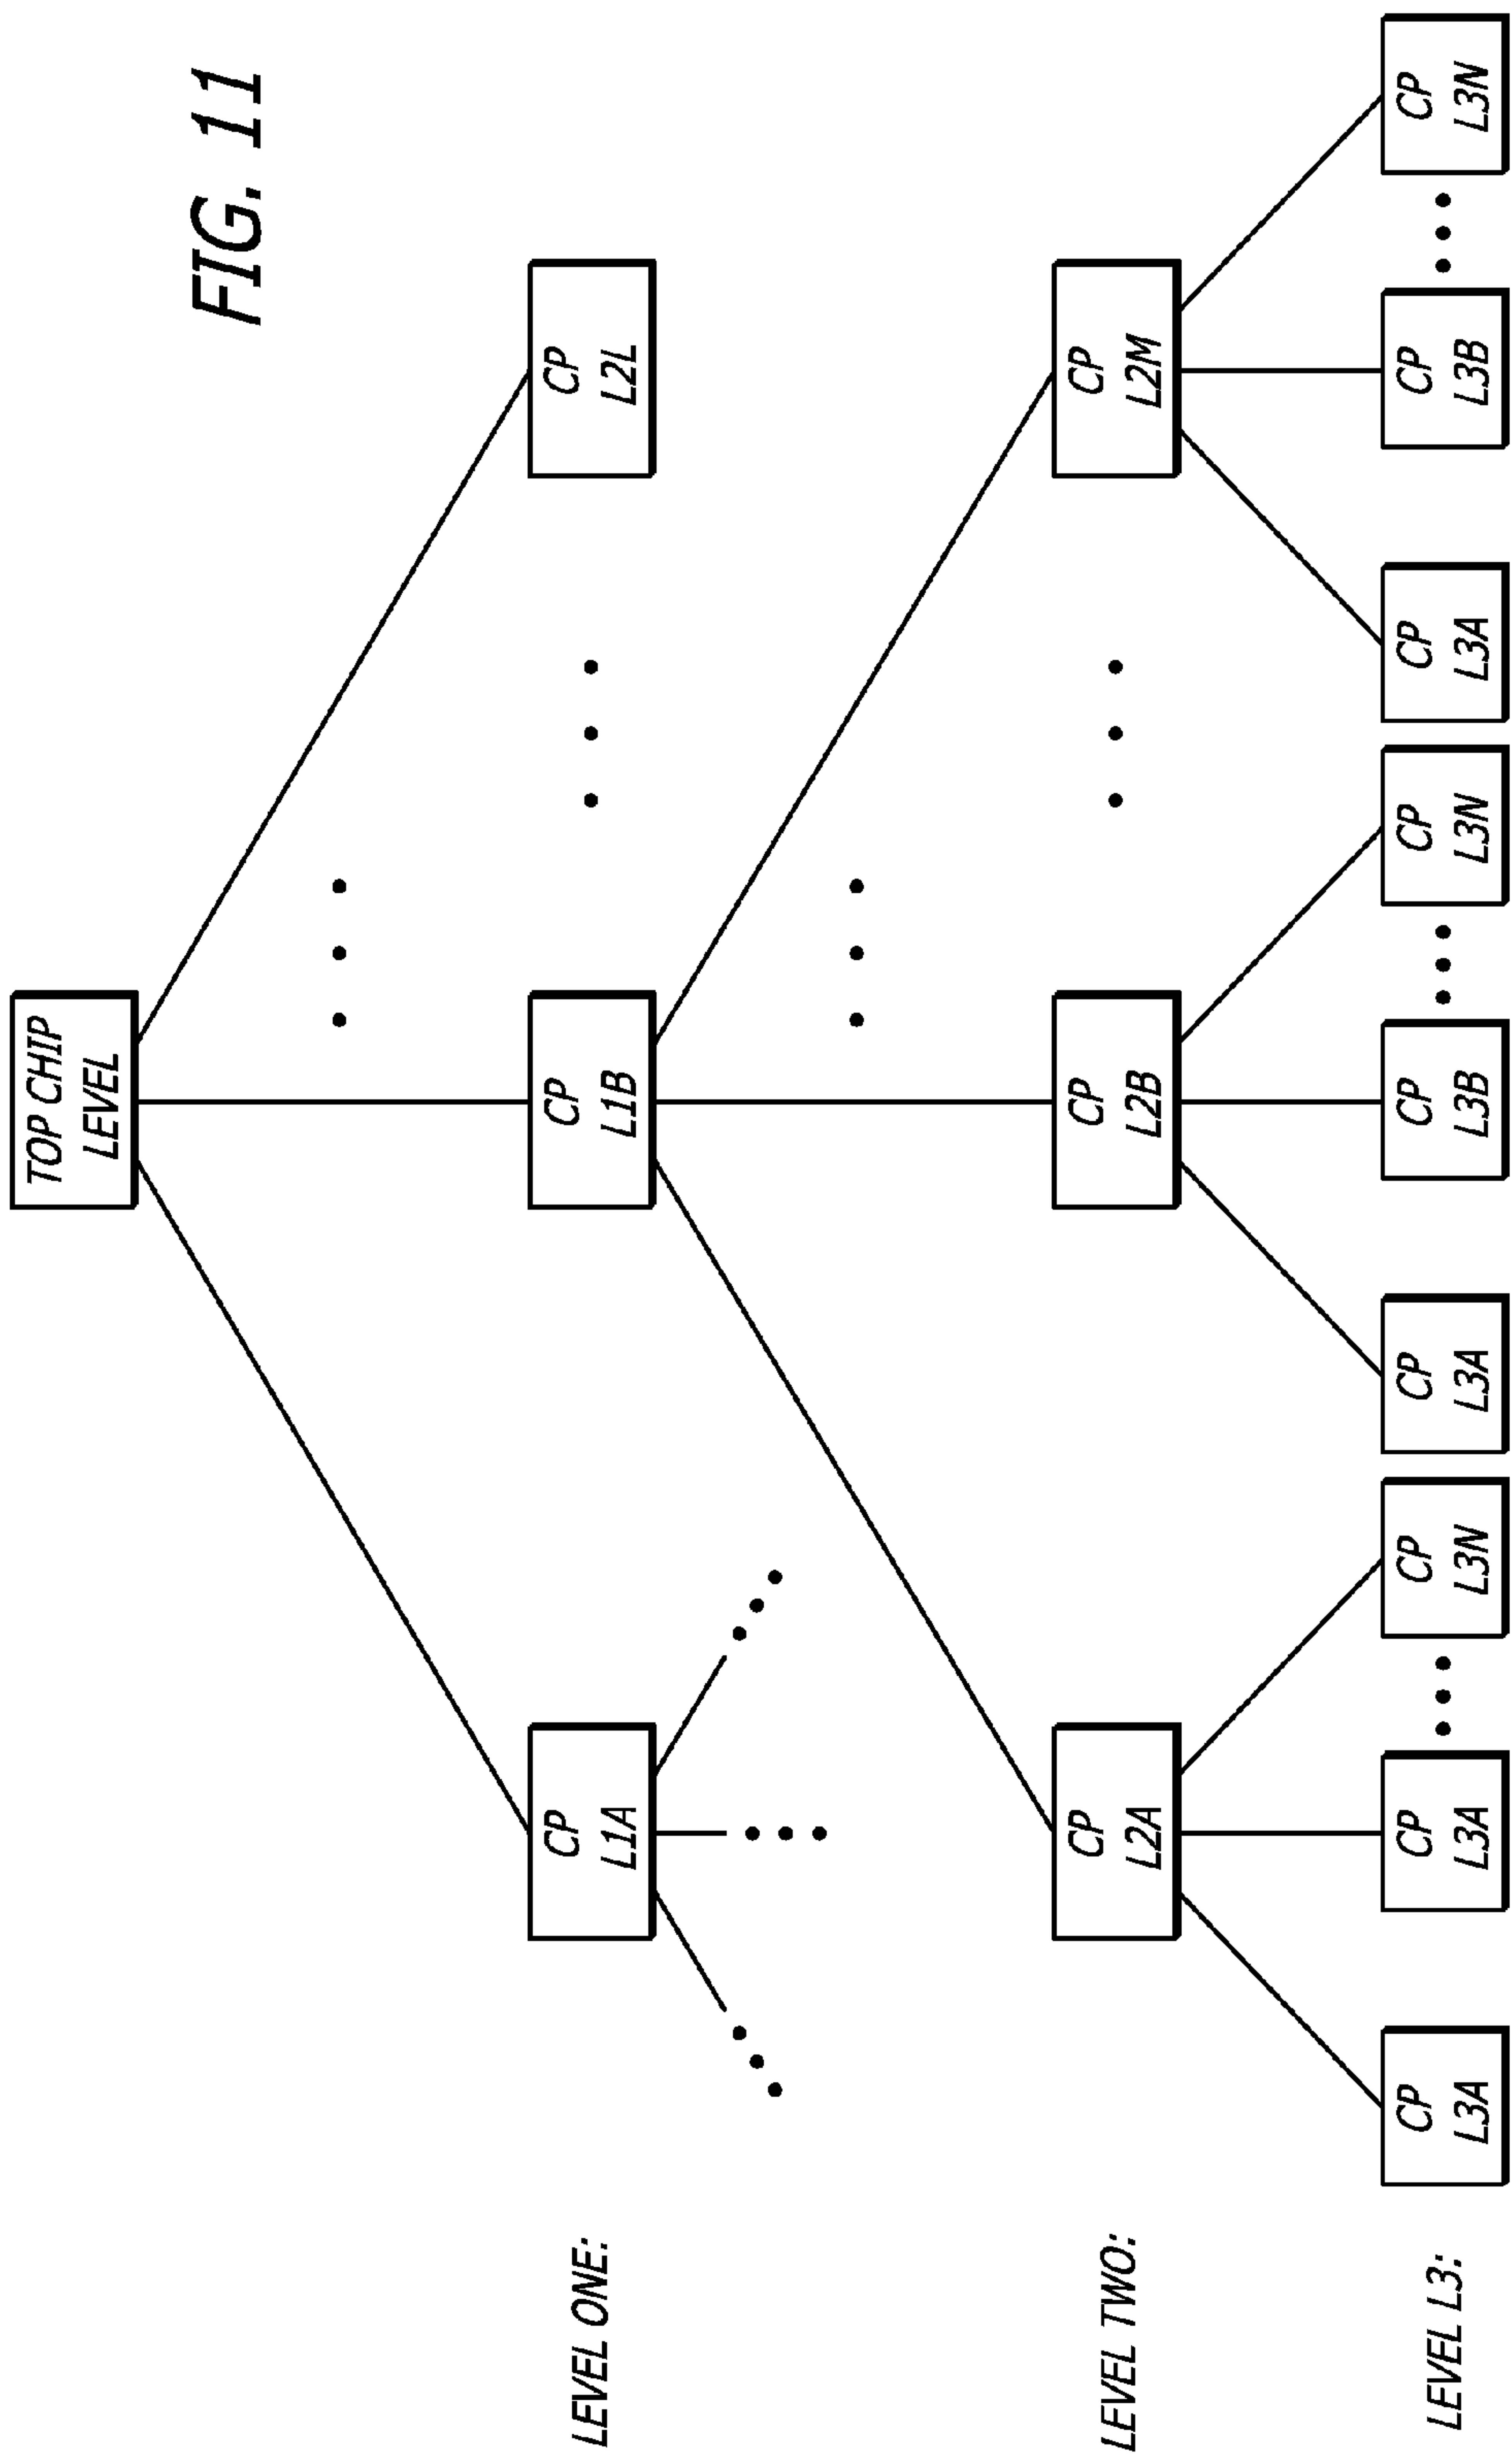 FIG. 11
TOP CHIP
LEVEL
LEVEL ONE:
CP
L1A
CP
L1B
CP
L2L
LEVEL TWO:
CP
L2A
CP
L2B
CP
L2M
LEVEL L3:
CP
L3A
CP
L3A
CP
L3N
CP
L3A
CP
L3B
CP
L3N
CP
L3A
CP
L3B
CP
L3N